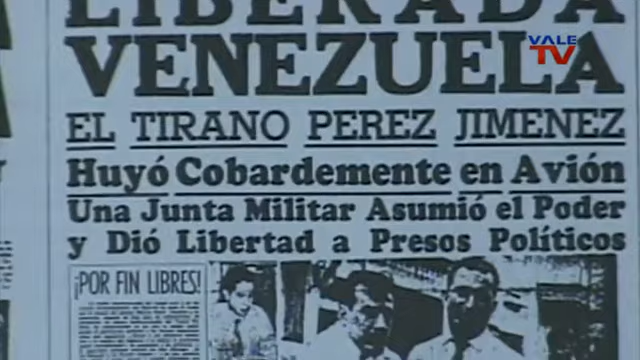 LIBERADA
VALE
TV
VENEZUELA
EL TIRANO PEREZ JIMENEZ
Huyó Cobardemente en Avión
Una Junta Militar Asumió el Poder
y Dió Libertad a Presos Políticos
¡POR FIN LIBRES!